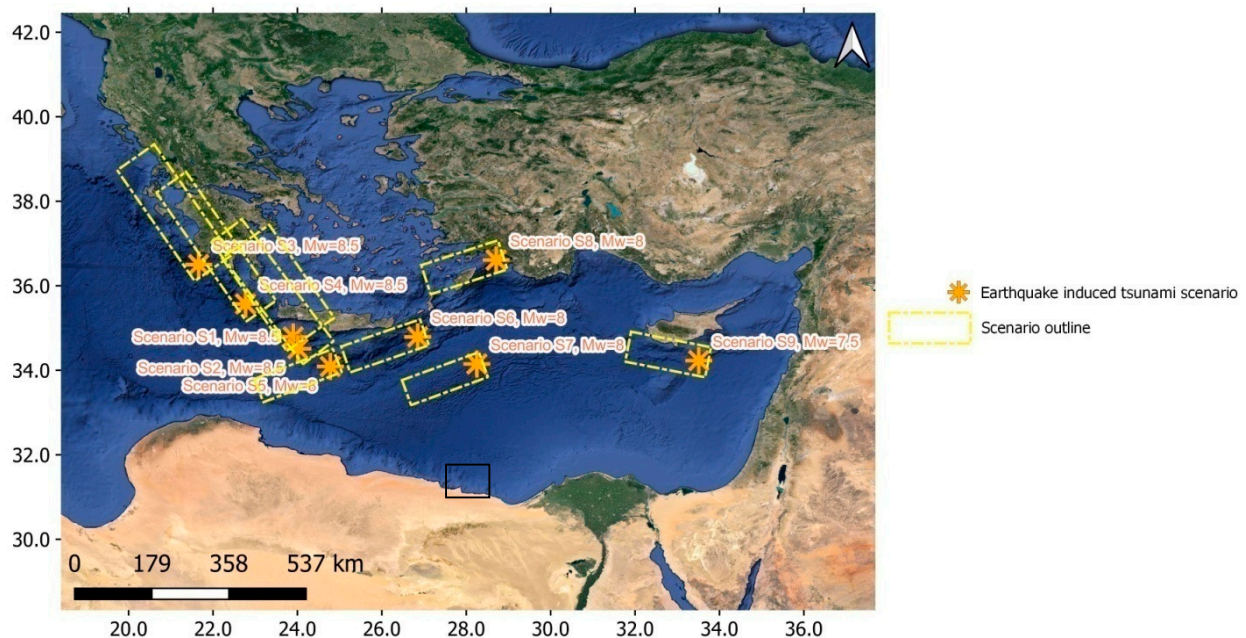 42.0
40.0
38.0
36.0
34.0
32.0
30.0
Scenario S3, Mw=8.5
Scenario S8, Mw=8
Scenario S4, Mw=8.5
Scenario S6, Mw=8
Scenario S1, Mw=8.5
Scenario S7, Mw=8
Scenario S9, Mw=7.5
Scenario S2, Mw=8.5
Scenario S5, Mw=8
Earthquake induced tsunami scenario
Scenario outline
0 179 358 537 km
20.0 22.0 24.0 26.0 28.0 30.0 32.0 34.0 36.0